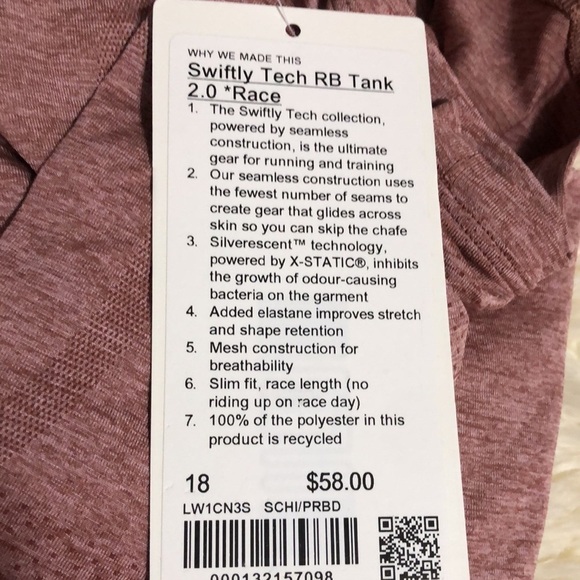 WHY WE MADE THIS
Swiftly Tech RB Tank
2.0 *Race
1. The Swiftly Tech collection,
powered by seamless
construction, is the ultimate
gear for running and training
2. Our seamless construction uses
the fewest number of seams to
create gear that glides across
skin so you can skip the chafe
3. Silverescent™ technology,
powered by X-STATIC®, inhibits
the growth of odour-causing
bacteria on the garment
4. Added elastane improves stretch
and shape retention
5. Mesh construction for
breathability
6. Slim fit, race length (no
riding up on race day)
7. 100% of the polyester in this
product is recycled
18 $58.00
LW1CN3S SCHI/PRBD
000132157098